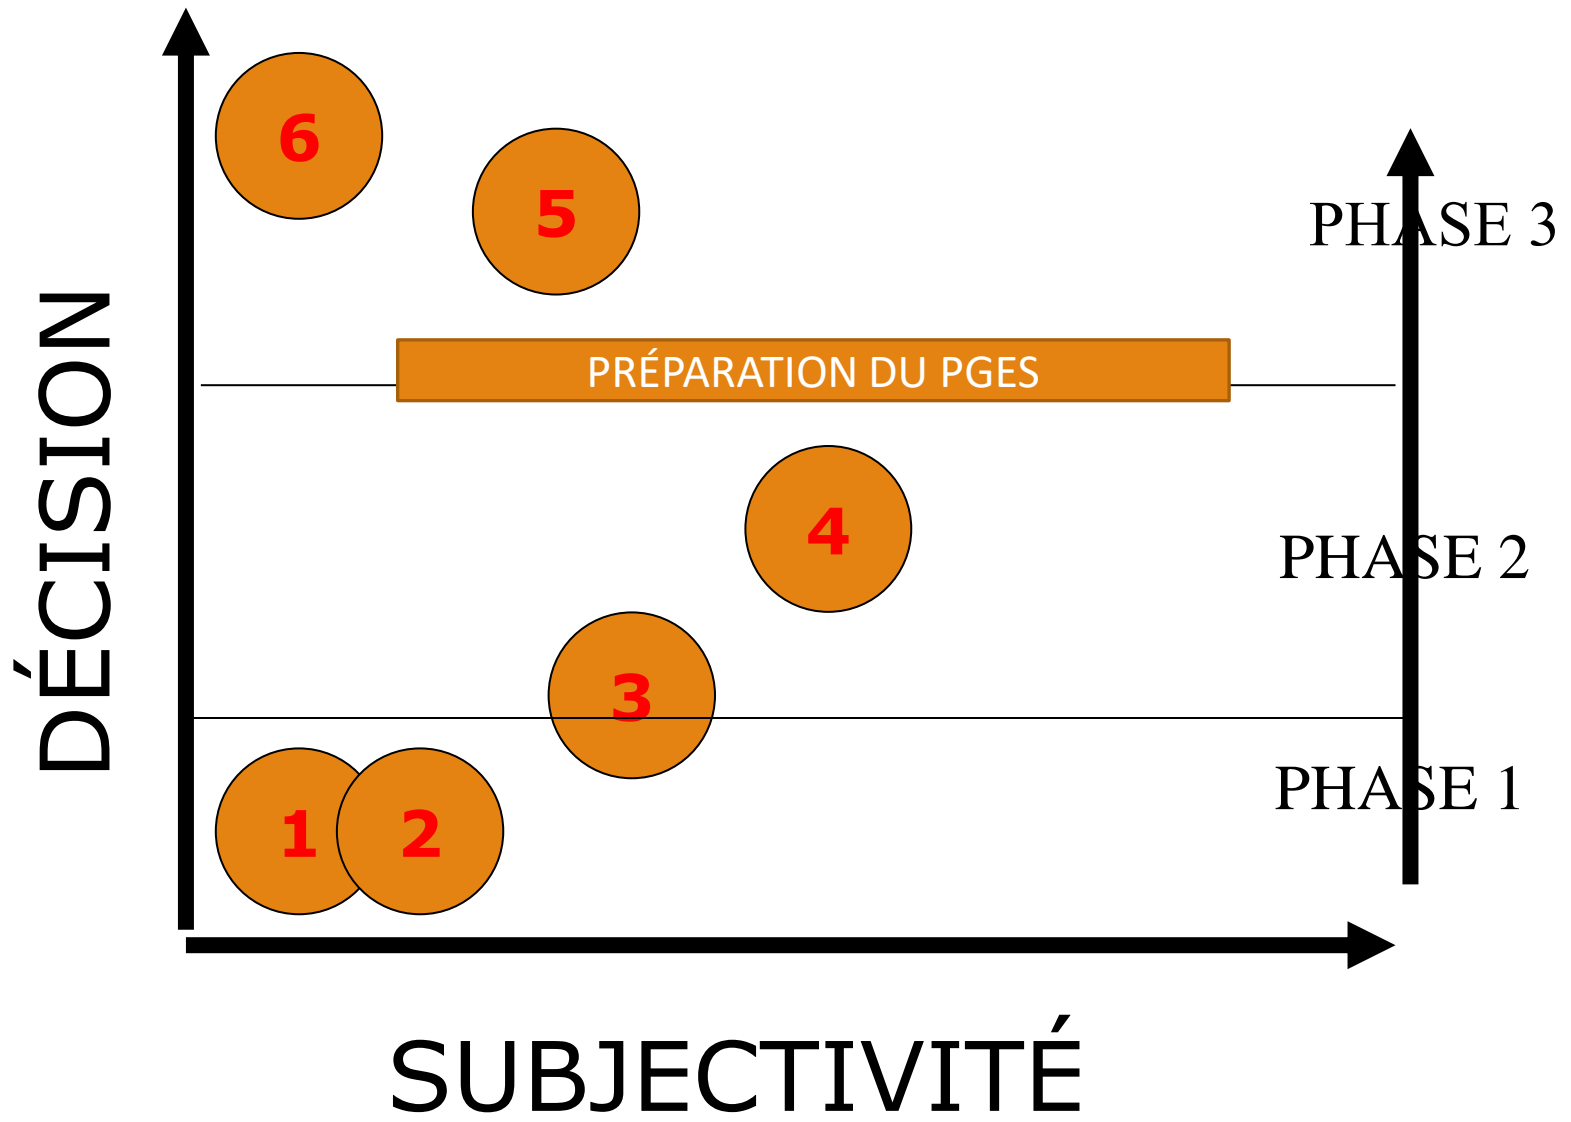 6
5
PHASE 3
PRÉPARATION DU PGES
DÉCISION
4
PHASE 2
3
PHASE 1
1
2
SUBJECTIVITÉ